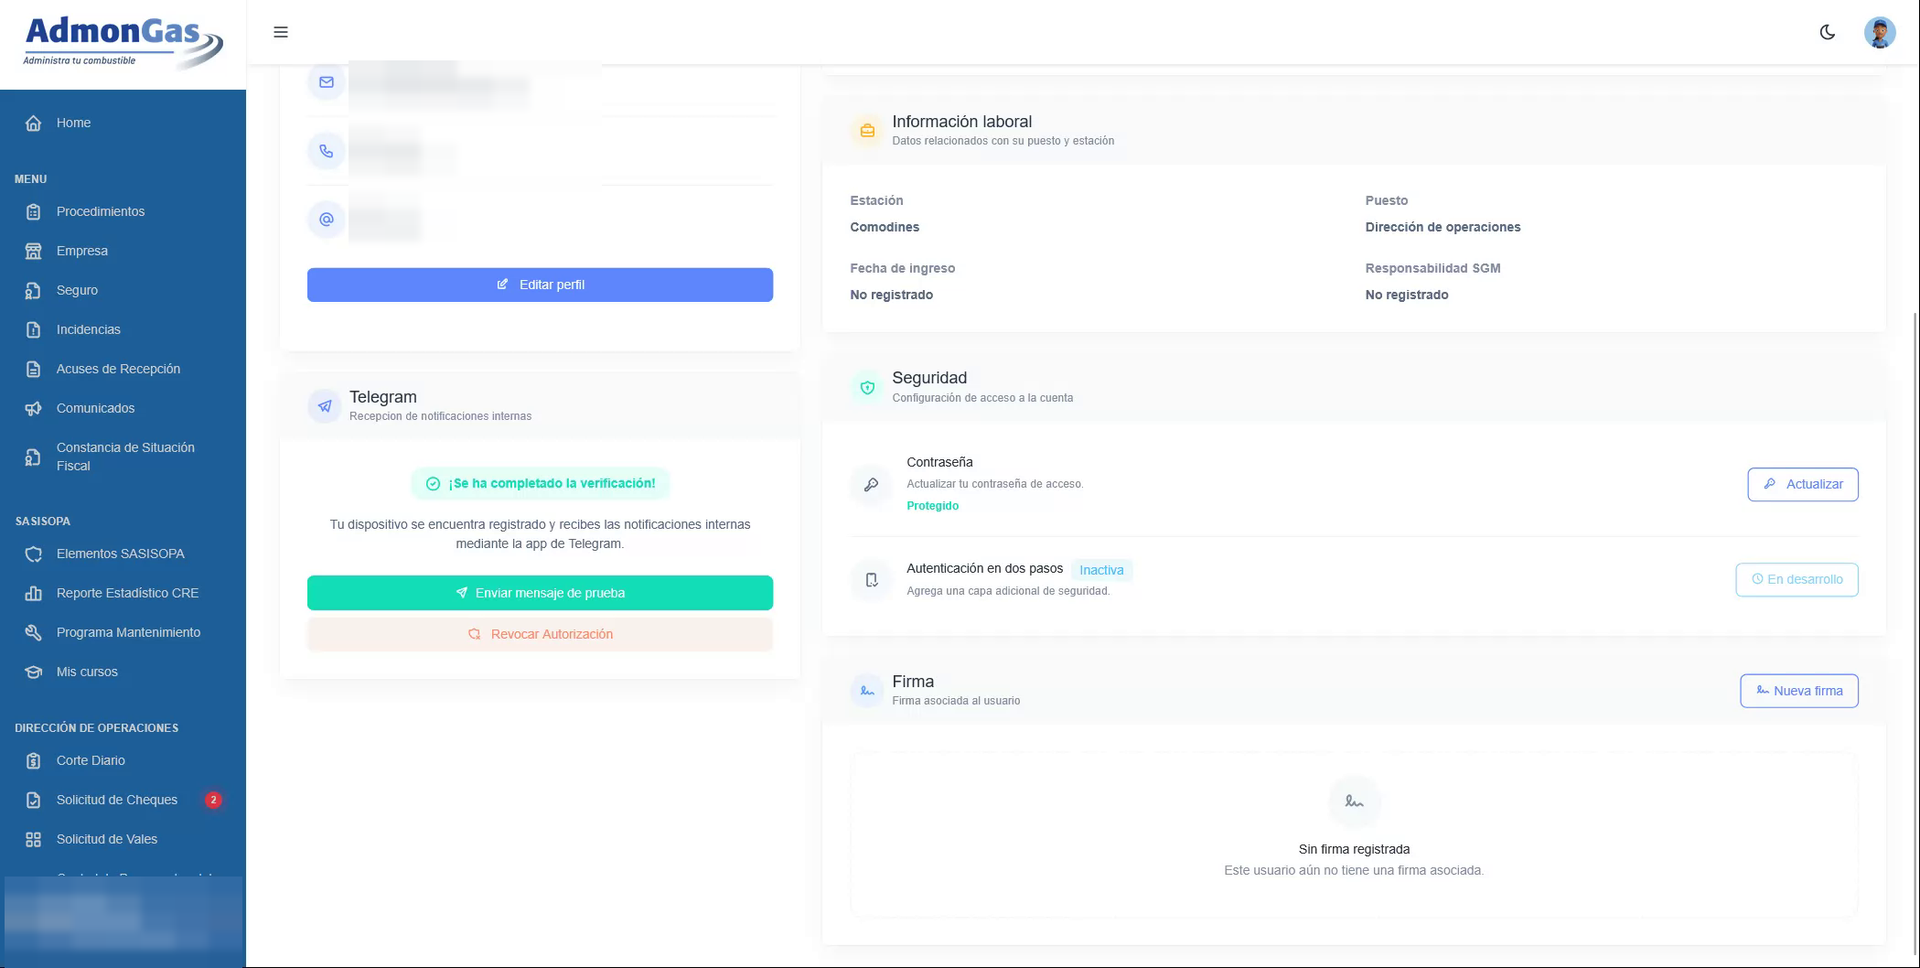 AdmonGas
Administra tu combustible
Home
MENU
Procedimientos
Empresa
Seguro
Incidencias
Acuses de Recepción
Comunicados
Constancia de Situación
Fiscal
SASISOPA
Elementos SASISOPA
Reporte Estadístico CRE
Programa Mantenimiento
Mis cursos
DIRECCIÓN DE OPERACIONES
Corte Diario
Solicitud de Cheques 2
Solicitud de Vales
Editar perfil
Telegram
Recepcion de notificaciones internas
¡Se ha completado la verificación!
Tu dispositivo se encuentra registrado y recibes las notificaciones internas
mediante la app de Telegram.
Enviar mensaje de prueba
Revocar Autorización
Información laboral
Datos relacionados con su puesto y estación
Estación
Comodines
Puesto
Dirección de operaciones
Fecha de ingreso
No registrado
Responsabilidad SGM
No registrado
Seguridad
Configuración de acceso a la cuenta
Contraseña
Actualizar tu contraseña de acceso.
Protegido
Actualizar
Autenticación en dos pasos Inactiva
Agrega una capa adicional de seguridad.
En desarrollo
Firma
Firma asociada al usuario
Nueva firma
Sin firma registrada
Este usuario aún no tiene una firma asociada.